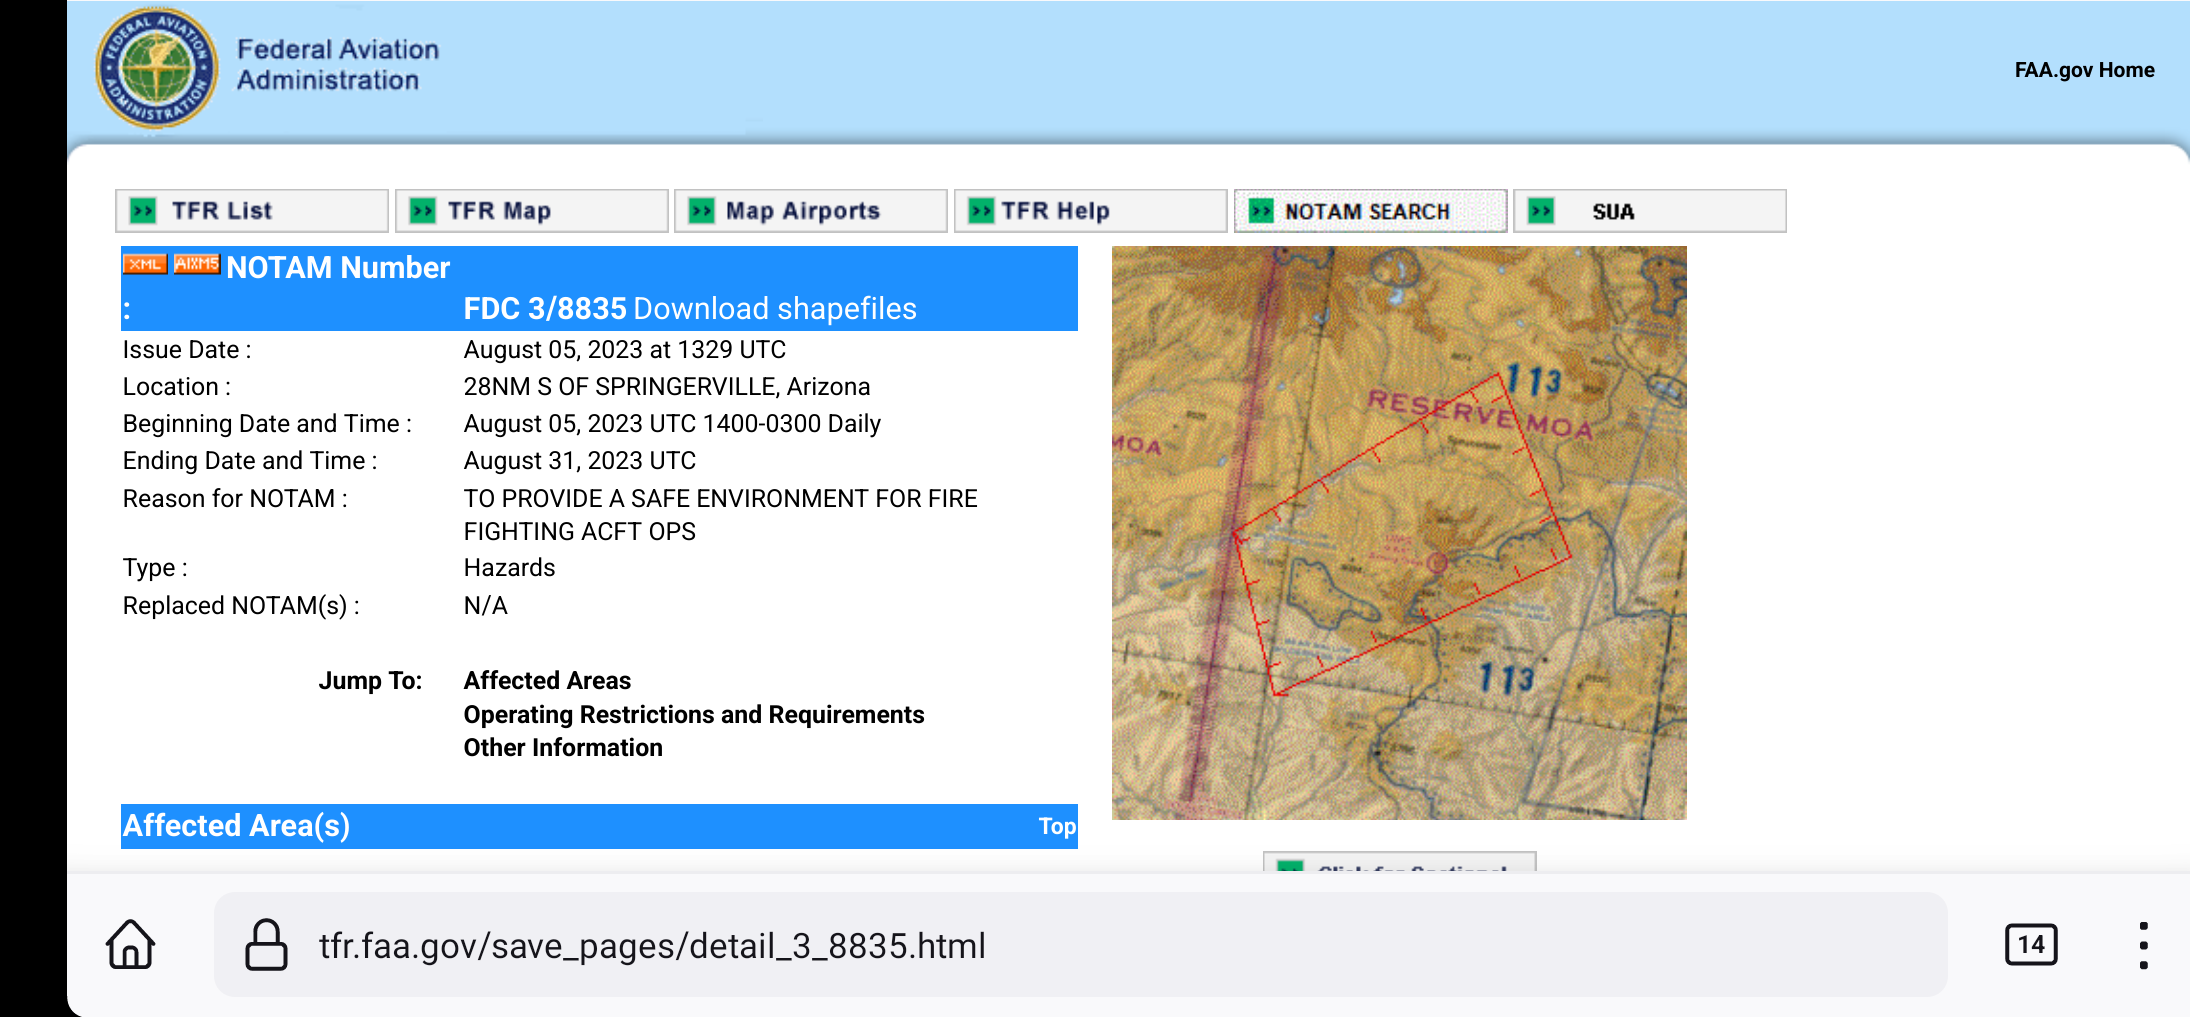 Federal Aviation
Administration
FAA.gov Home
TFR List
TFR Map
Map Airports
TFR Help
NOTAM SEARCH
SUA
XML AIXM5 NOTAM Number
: FDC 3/8835 Download shapefiles
Issue Date : August 05, 2023 at 1329 UTC
Location : 28NM S OF SPRINGERVILLE, Arizona
Beginning Date and Time : August 05, 2023 UTC 1400-0300 Daily
Ending Date and Time : August 31, 2023 UTC
Reason for NOTAM : TO PROVIDE A SAFE ENVIRONMENT FOR FIRE
FIGHTING ACFT OPS
Type : Hazards
Replaced NOTAM(s) : N/A
Jump To: Affected Areas
Operating Restrictions and Requirements
Other Information
Affected Area(s) Top
113
RESERVE MOA
MOA
113
tfr.faa.gov/save_pages/detail_3_8835.html
14
FEDERAL AVIATION
ADMINISTRATION